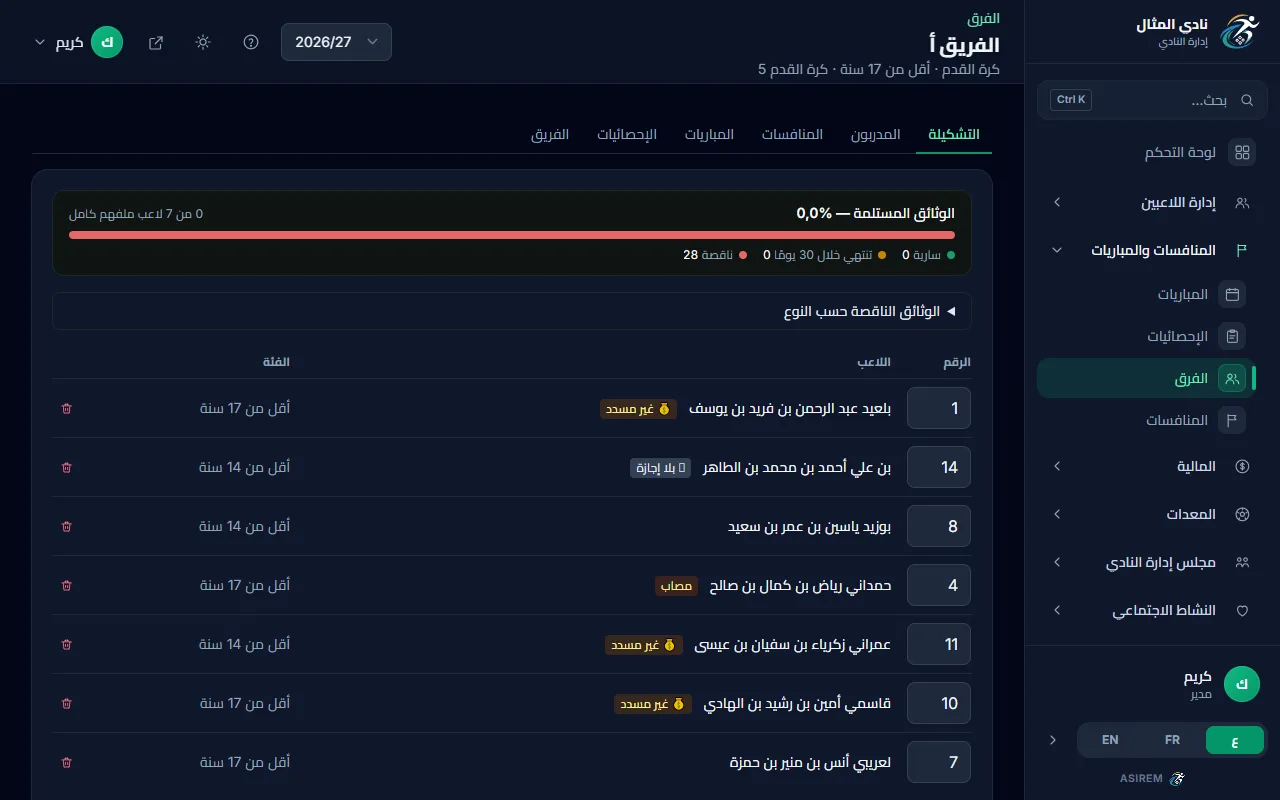 نادي المثال
إدارة النادي
بحث...
Ctrl K
لوحة التحكم
إدارة اللاعبين
المنافسات والمباريات
المباريات
الإحصائيات
الفرق
المنافسات
المالية
المعدات
مجلس إدارة النادي
النشاط الاجتماعي
ك
كريم
مدير
ع
FR
EN
ASIREM
الفرق
الفريق أ
كرة القدم · أقل من 17 سنة · كرة القدم 5
2026/27
ك
كريم
التشكيلة
المدربون
المنافسات
المباريات
الإحصائيات
الفريق
الوثائق المستلمة — 0,0%
0 من 7 لاعب ملفهم كامل
سارية 0
تنتهي خلال 30 يومًا 0
ناقصة 28
الوثائق الناقصة حسب النوع
الرقم اللاعب الفئة
1 بلعيد عبد الرحمن بن فريد بن يوسف غير مسدد أقل من 17 سنة
14 بن علي أحمد بن محمد بن الطاهر بلا إجازة أقل من 14 سنة
8 بوزيد ياسين بن عمر بن سعيد أقل من 14 سنة
4 حمداني رياض بن كمال بن صالح مصاب أقل من 17 سنة
11 عمراني زكرياء بن سفيان بن عيسى غير مسدد أقل من 14 سنة
10 قاسمي أمين بن رشيد بن الهادي غير مسدد أقل من 17 سنة
7 لعريبي أنس بن منير بن حمزة أقل من 17 سنة